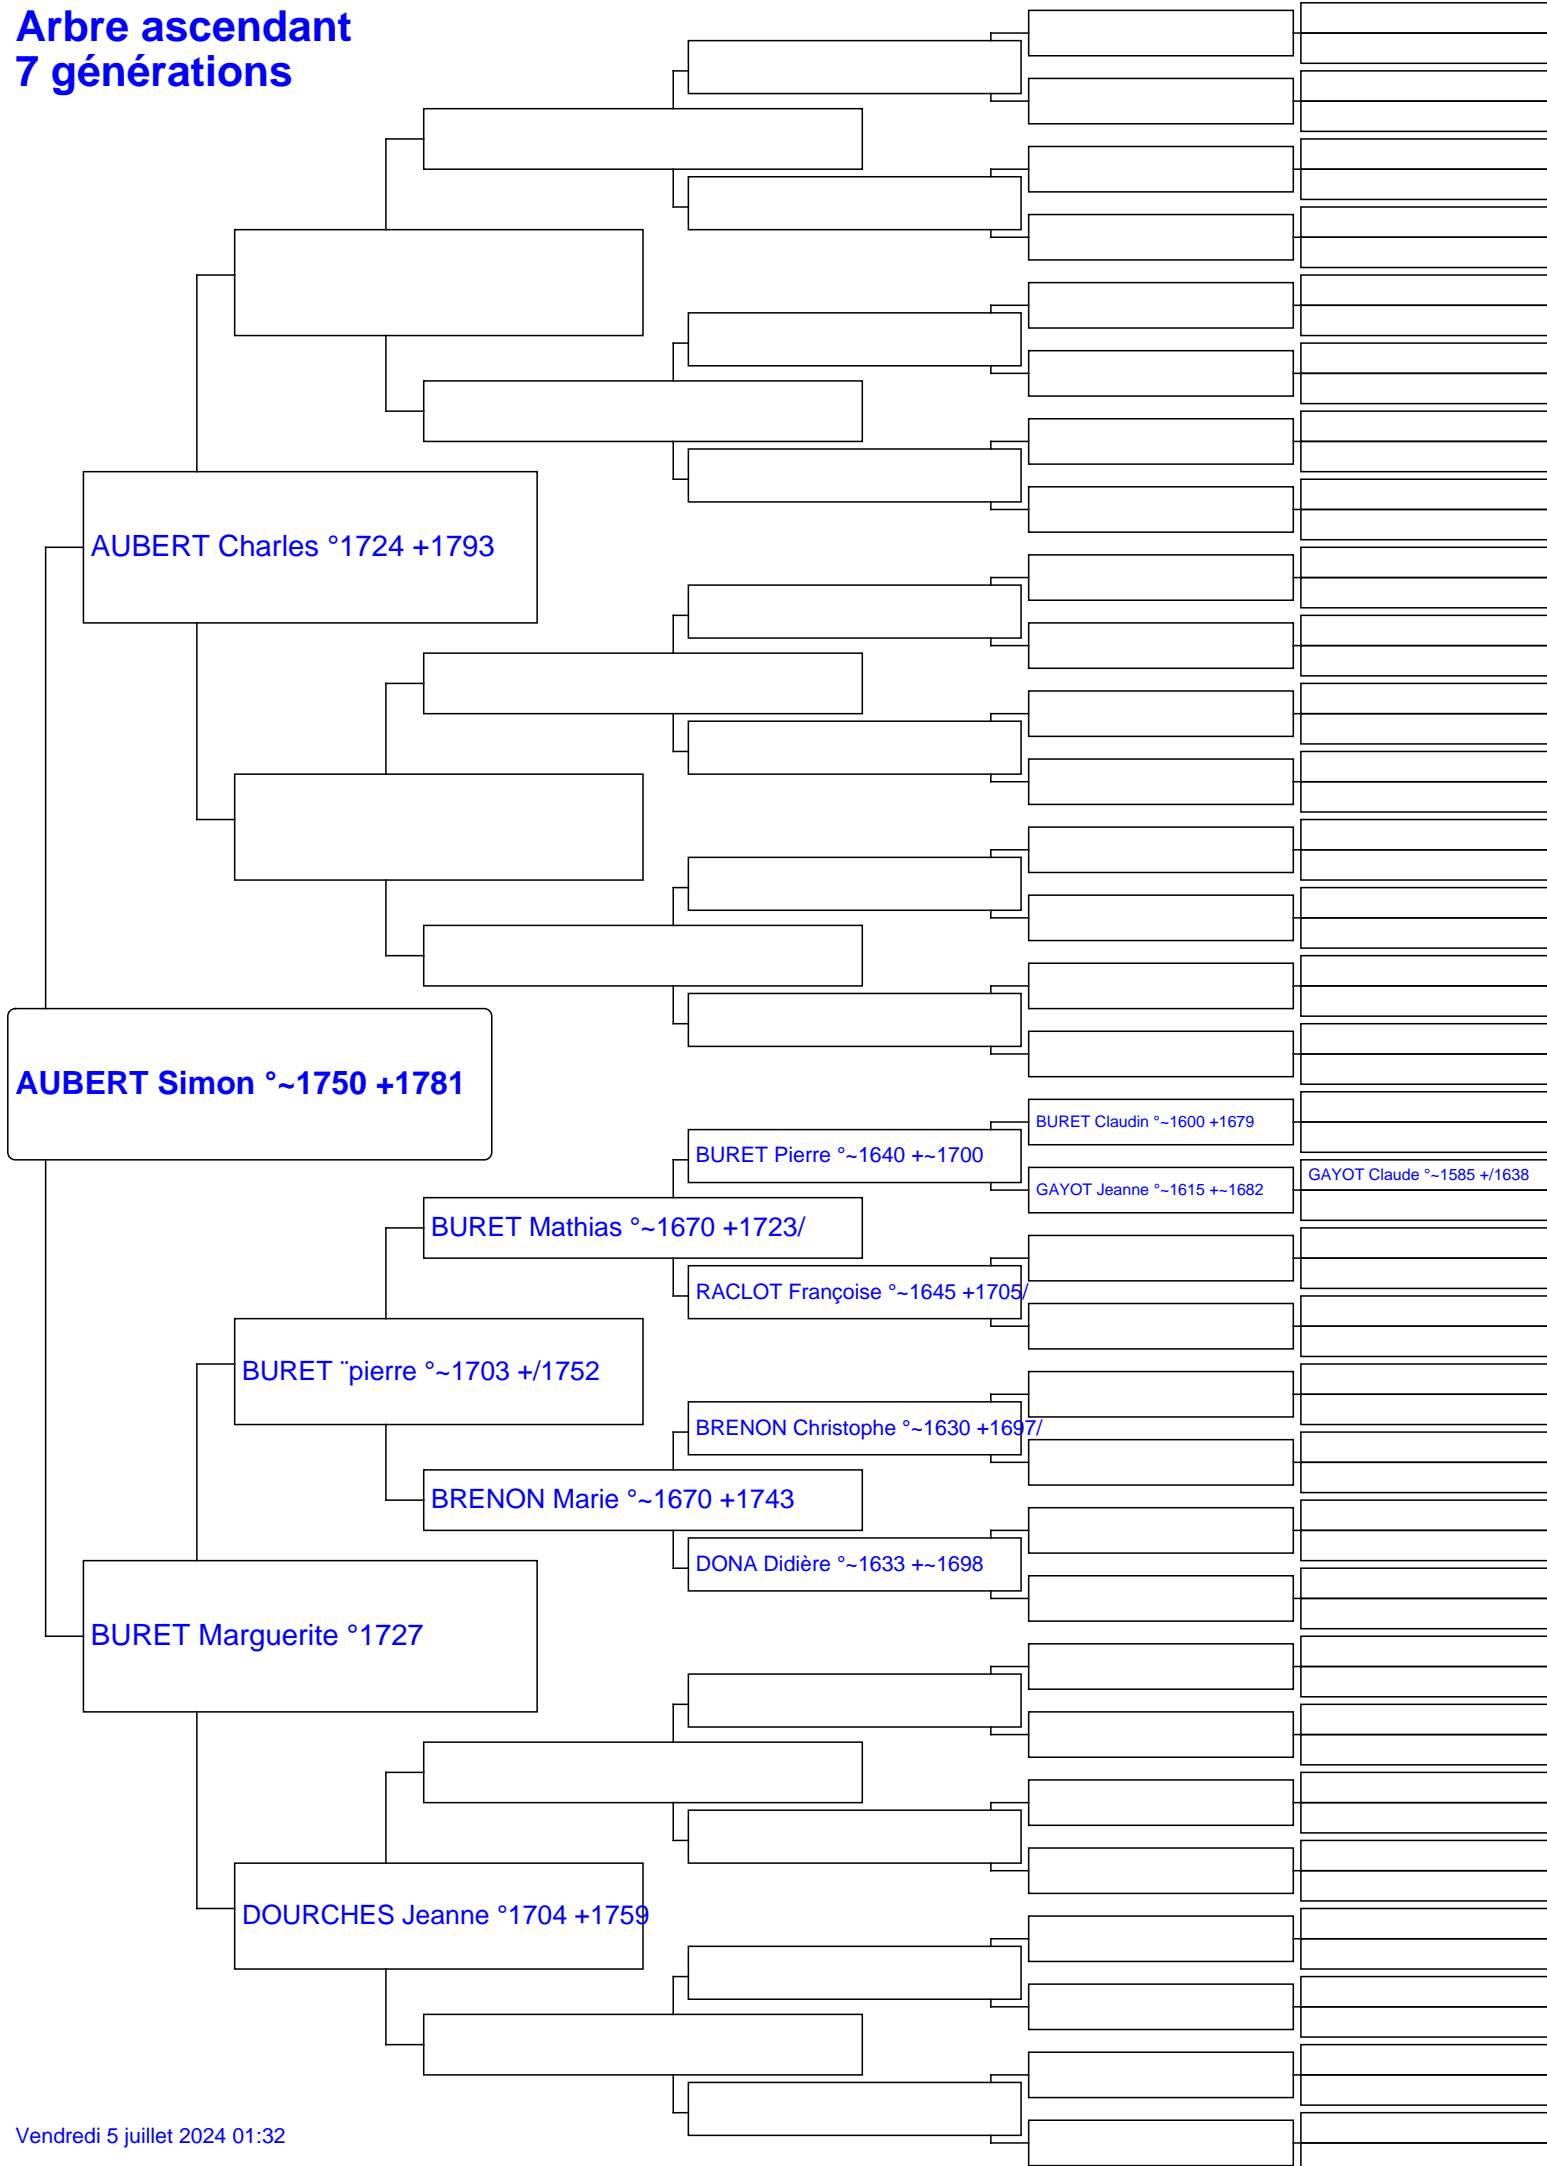 Arbre ascendant
7 générations
AUBERT Charles °1724 +1793
AUBERT Simon °~1750 +1781
BURET Claudin °~1600 +1679
BURET Pierre °~1640 +~1700
GAYOT Claude °~1585 +/1638
GAYOT Jeanne °~1615 +~1682
BURET Mathias °~1670 +1723/
RACLOT Françoise °~1645 +1705/
BURET ¨pierre °~1703 +/1752
BRENON Christophe °~1630 +1697/
BRENON Marie °~1670 +1743
DONA Didière °~1633 +~1698
BURET Marguerite °1727
DOURCHES Jeanne °1704 +1759
Vendredi 5 juillet 2024 01:32